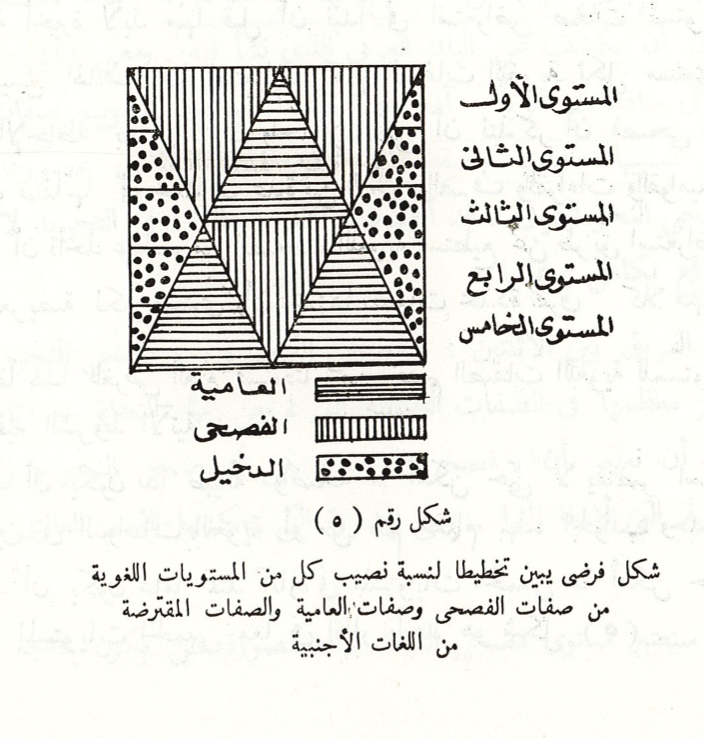 المستوى الأول
المستوى الثانى
المستوى الثالث
المستوى الرابع
المستوى الخامس
العامية
الفصحى
الدخيل
شكل رقم ( ٥ )
شكل فرضى يبين تخطيطا لنسبة نصيب كل من المستويات اللغوية
من صفات الفصحى وصفات العامية والصفات المقترضة
من اللغات الأجنبية